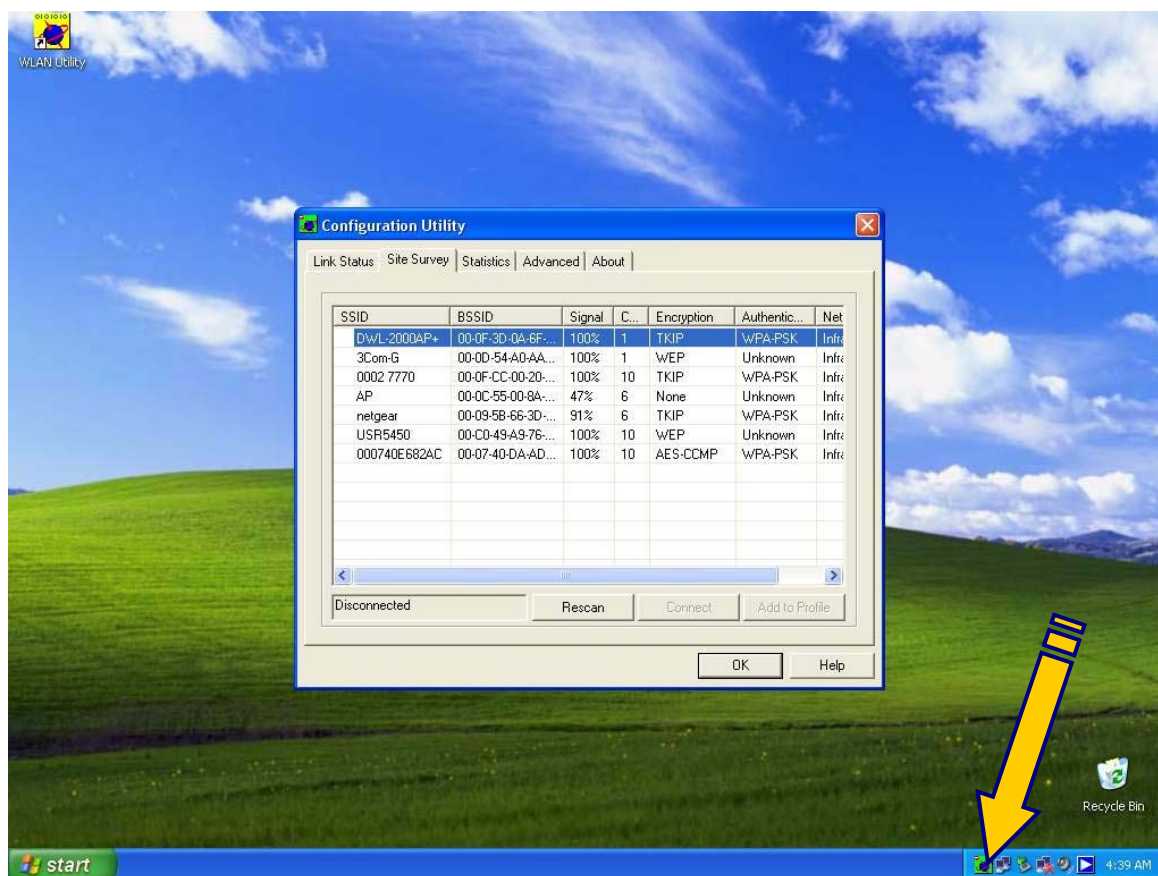 0101010
WLAN Utility
Configuration Utility
Link Status Site Survey Statistics Advanced About
SSID BSSID Signal C... Encryption Authentic... Net
DWL-2000AP+ 00-0F-3D-0A-6F-... 100% 1 TKIP WPA-PSK Infra
3Com-G 00-0D-54-A0-AA... 100% 1 WEP Unknown Infra
0002 7770 00-0F-CC-00-20-... 100% 10 TKIP WPA-PSK Infra
AP 00-0C-55-00-8A-... 47% 6 None Unknown Infra
netgear 00-09-5B-66-3D-... 91% 6 TKIP WPA-PSK Infra
USR5450 00-C0-49-A9-76-... 100% 10 WEP Unknown Infra
000740E682AC 00-07-40-DA-AD... 100% 10 AES-CCMP WPA-PSK Infra
Disconnected Rescan Connect Add to Profile
OK Help
Recycle Bin
start 4:39 AM